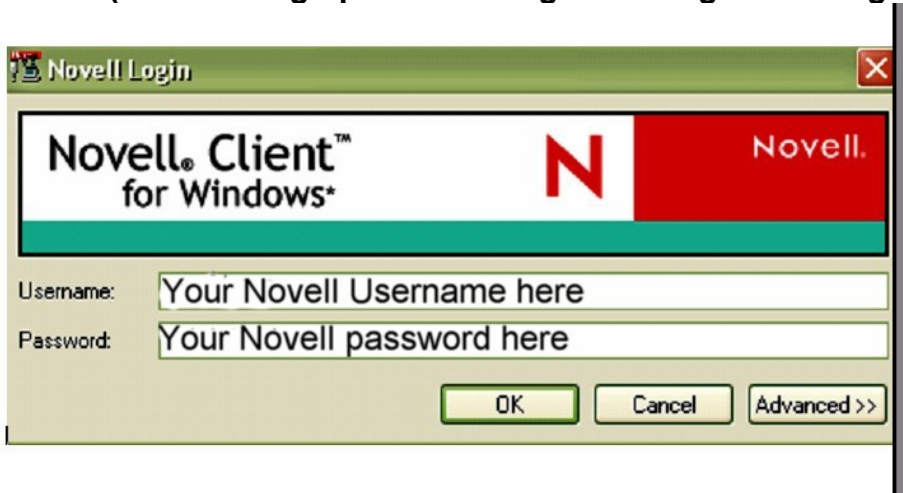 Novell Login
Novell® Client™
for Windows*
N
Novell®
Username: Your Novell Username here
Password: Your Novell password here
OK Cancel Advanced >>